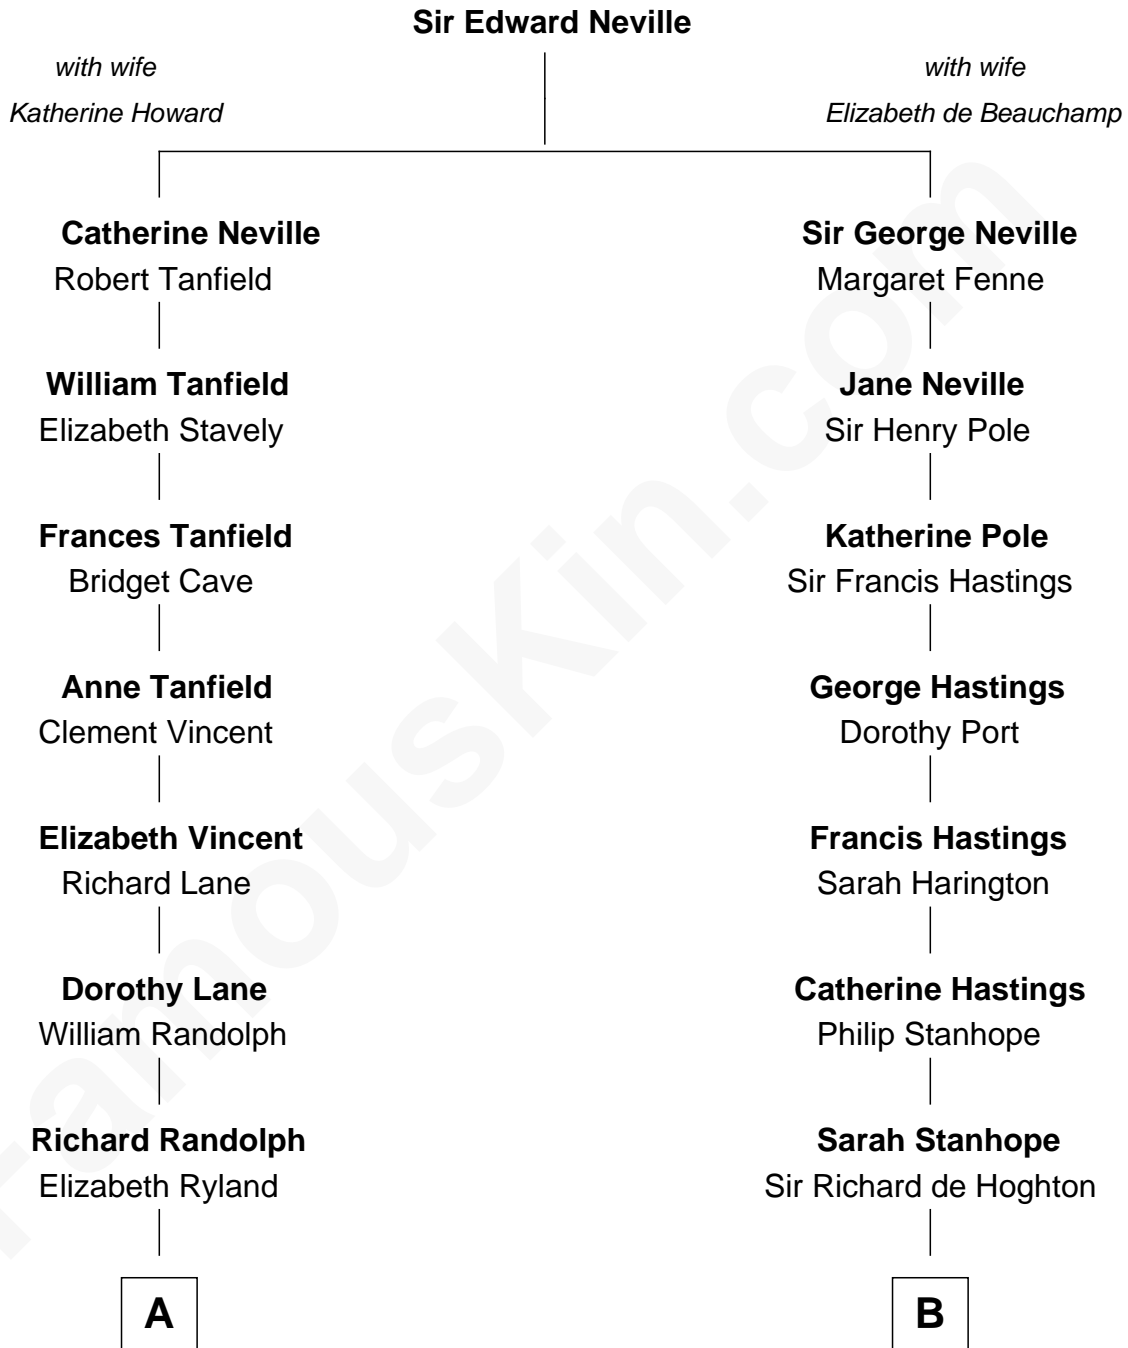 Sir Edward Neville
with wife
Katherine Howard
with wife
Elizabeth de Beauchamp
Catherine Neville
Robert Tanfield
Sir George Neville
Margaret Fenne
William Tanfield
Elizabeth Stavely
Jane Neville
Sir Henry Pole
Frances Tanfield
Bridget Cave
Katherine Pole
Sir Francis Hastings
Anne Tanfield
Clement Vincent
George Hastings
Dorothy Port
Elizabeth Vincent
Richard Lane
Francis Hastings
Sarah Harington
Dorothy Lane
William Randolph
Catherine Hastings
Philip Stanhope
Richard Randolph
Elizabeth Ryland
Sarah Stanhope
Sir Richard de Hoghton
A
B
FamousKin.com